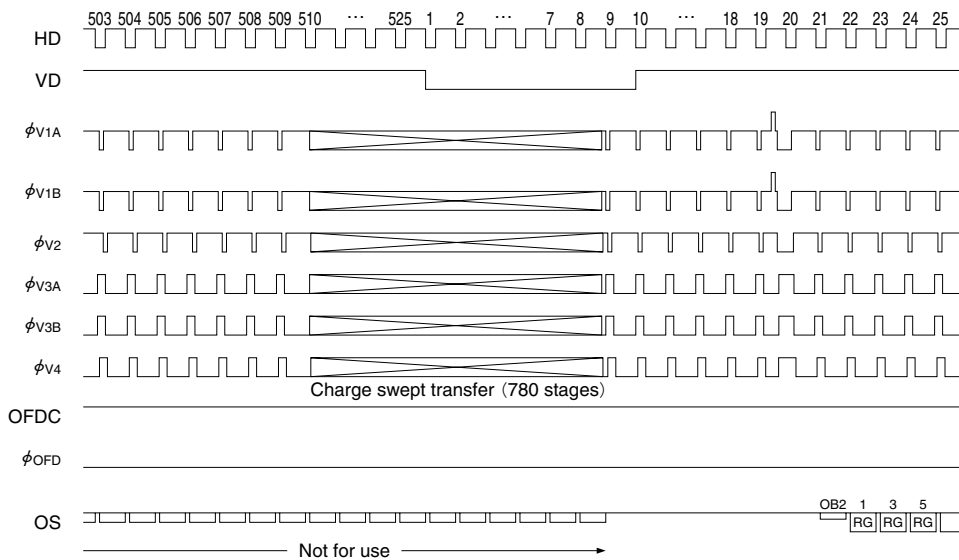 503 504 505 506 507 508 509 510 ··· 525 1 2 ··· 7 8 9 10 ··· 18 19 20 21 22 23 24 25
HD
VD
ϕV1A
ϕV1B
ϕV2
ϕV3A
ϕV3B
ϕV4
Charge swept transfer (780 stages)
OFDC
ϕOFD
OB2 1 3 5
OS RG RG RG
Not for use